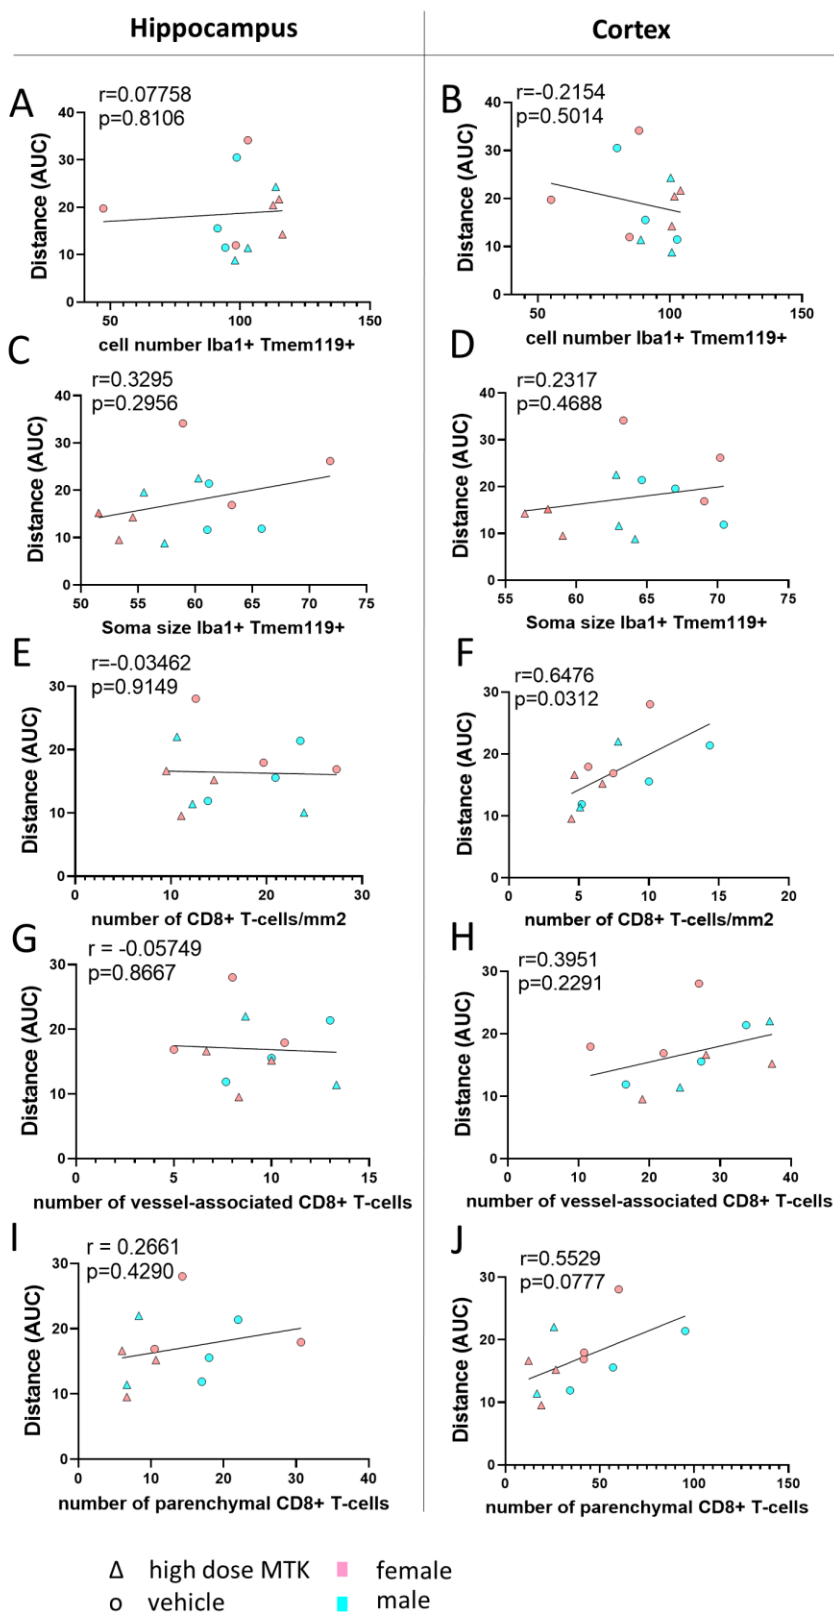 Hippocampus
Cortex
A
r=0.07758
p=0.8106
Distance (AUC)
40
30
20
10
0
50
100
150
cell number Iba1+ Tmem119+
B
r=-0.2154
p=0.5014
Distance (AUC)
40
30
20
10
0
50
100
150
cell number Iba1+ Tmem119+
C
r=0.3295
p=0.2956
Distance (AUC)
40
30
20
10
0
50
55
60
65
70
75
Soma size Iba1+ Tmem119+
D
r=0.2317
p=0.4688
Distance (AUC)
40
30
20
10
0
55
60
65
70
75
Soma size Iba1+ Tmem119+
E
r=-0.03462
p=0.9149
Distance (AUC)
30
20
10
0
0
10
20
30
number of CD8+ T-cells/mm2
F
r=0.6476
p=0.0312
Distance (AUC)
30
20
10
0
0
5
10
15
20
number of CD8+ T-cells/mm2
G
r = -0.05749
p=0.8667
Distance (AUC)
30
20
10
0
0
5
10
15
number of vessel-associated CD8+ T-cells
H
r=0.3951
p=0.2291
Distance (AUC)
30
20
10
0
0
10
20
30
40
number of vessel-associated CD8+ T-cells
I
r = 0.2661
p=0.4290
Distance (AUC)
30
20
10
0
0
10
20
30
40
number of parenchymal CD8+ T-cells
J
r=0.5529
p=0.0777
Distance (AUC)
30
20
10
0
0
50
100
150
number of parenchymal CD8+ T-cells
high dose MTK
female
vehicle
male